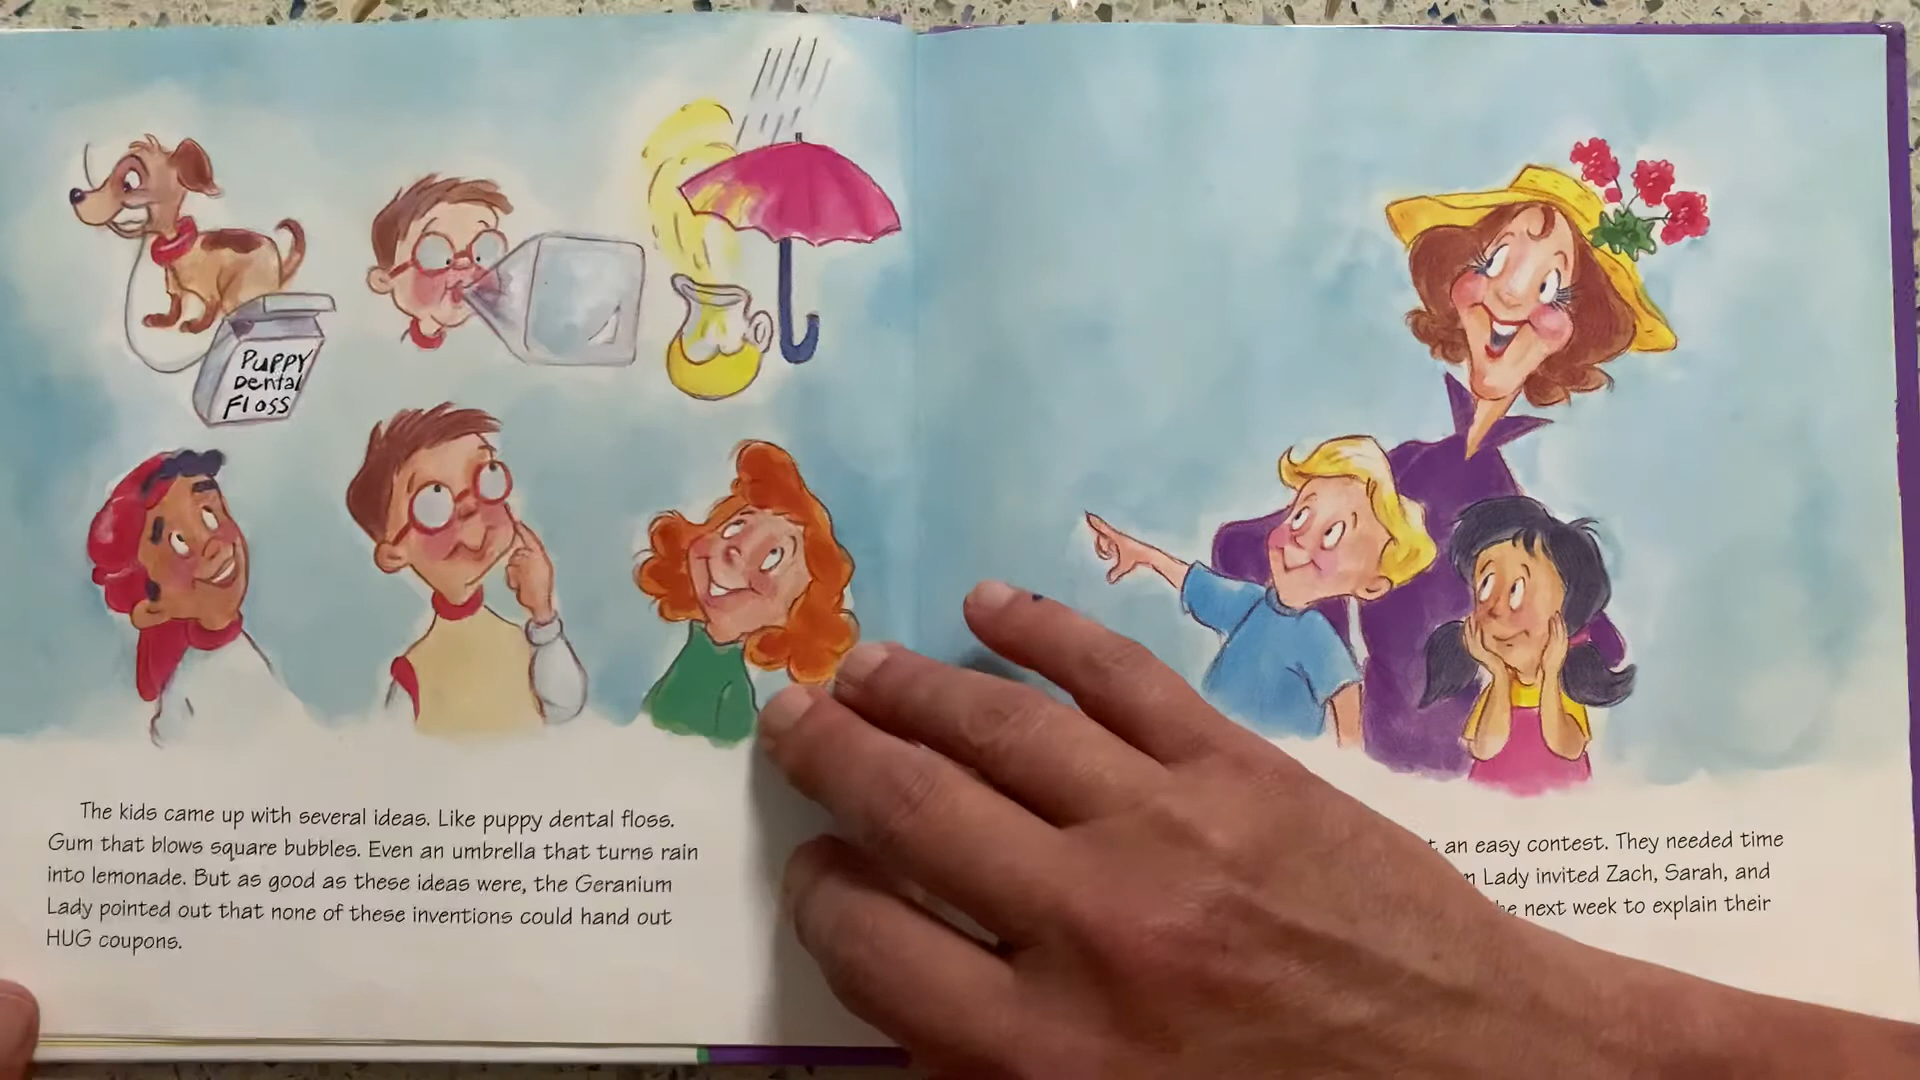 Puppy
Dental
Floss
The kids came up with several ideas. Like puppy dental floss.
Gum that blows square bubbles. Even an umbrella that turns rain
into lemonade. But as good as these ideas were, the Geranium
Lady pointed out that none of these inventions could hand out
HUG coupons.
an easy contest. They needed time
Lady invited Zach, Sarah, and
next week to explain their